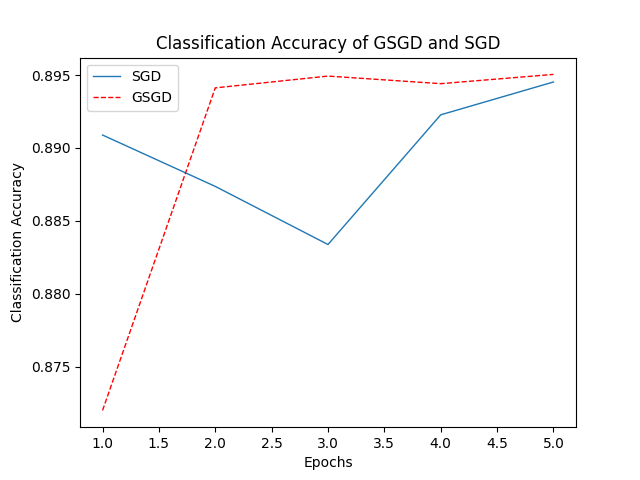 Classification Accuracy of GSGD and SGD
SGD
GSGD
Classification Accuracy
0.895
0.890
0.885
0.880
0.875
1.0 1.5 2.0 2.5 3.0 3.5 4.0 4.5 5.0
Epochs